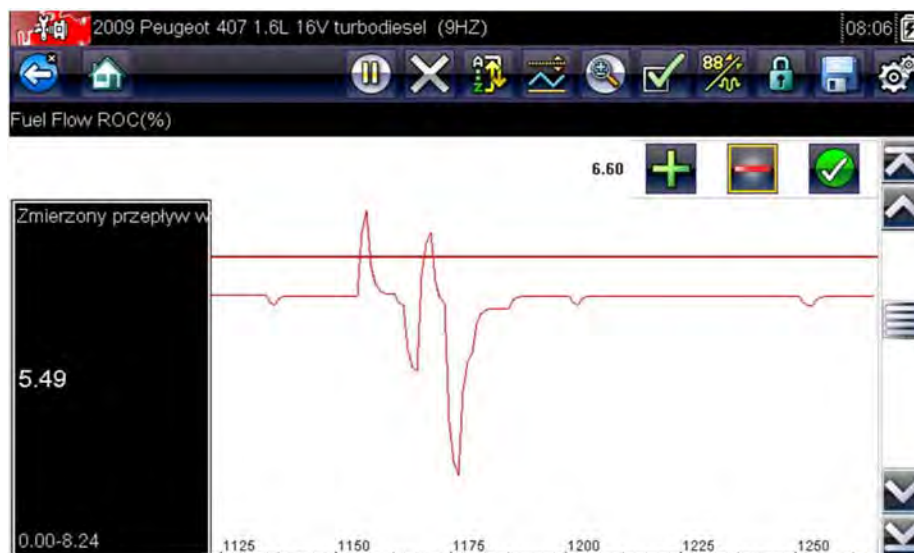 2009 Peugeot 407 1.6L 16V turbodiesel (9HZ)
08:06
Fuel Flow ROC(%)
6.60
Zmierzony przepływ w
5.49
0.00-8.24
1125 1150 1175 1200 1225 1250